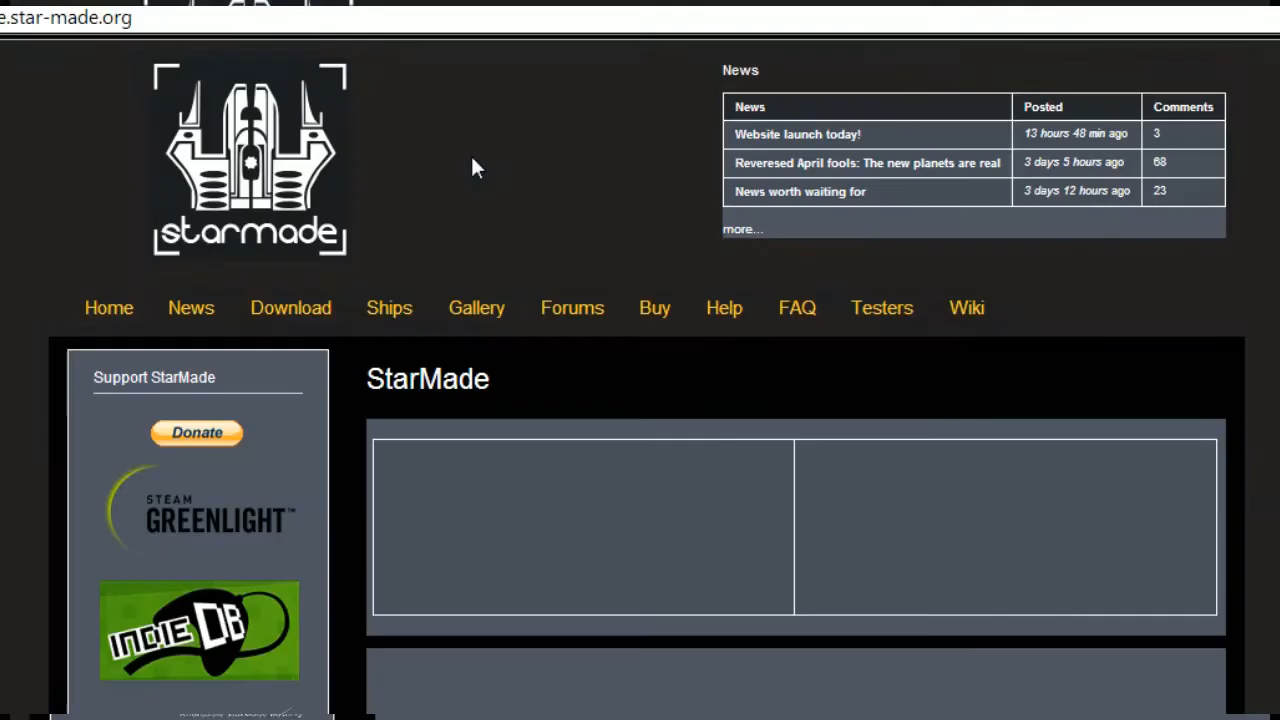 e.star-made.org
starmade
News
News Posted Comments
Website launch today! 13 hours 48 min ago 3
Reveresed April fools: The new planets are real 3 days 5 hours ago 68
News worth waiting for 3 days 12 hours ago 23
more...
Home News Download Ships Gallery Forums Buy Help FAQ Testers Wiki
Support StarMade
StarMade
Donate
STEAM
GREENLIGHT™
INDIE DB